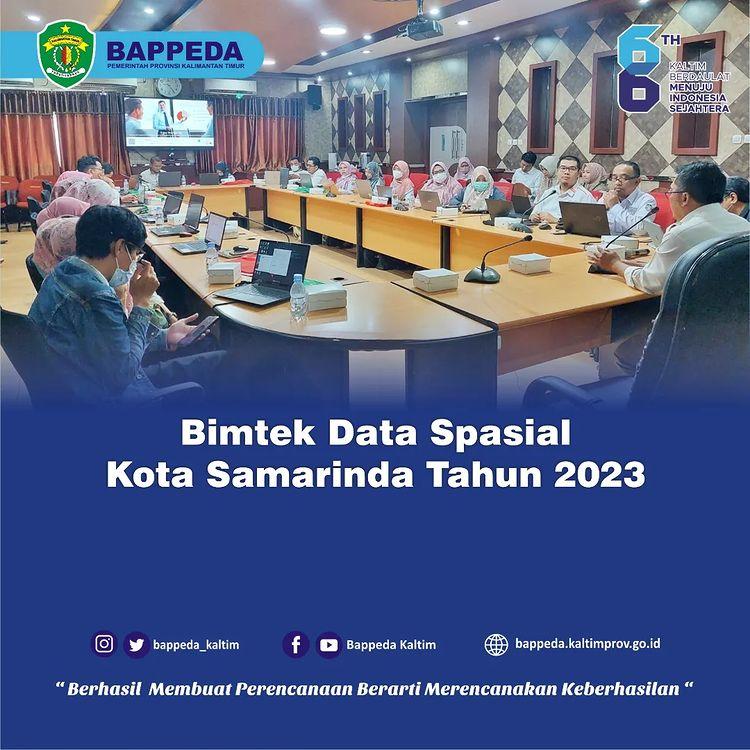 BAPPEDA
PEMERINTAH PROVINSI KALIMANTAN TIMUR
66TH
KALTIM
BERDAULAT
MENUJU
INDONESIA
SEJAHTERA
Bimtek Data Spasial
Kota Samarinda Tahun 2023
bappeda_kaltim
Bappeda Kaltim
bappeda.kaltimprov.go.id
“ Berhasil Membuat Perencanaan Berarti Merencanakan Keberhasilan “